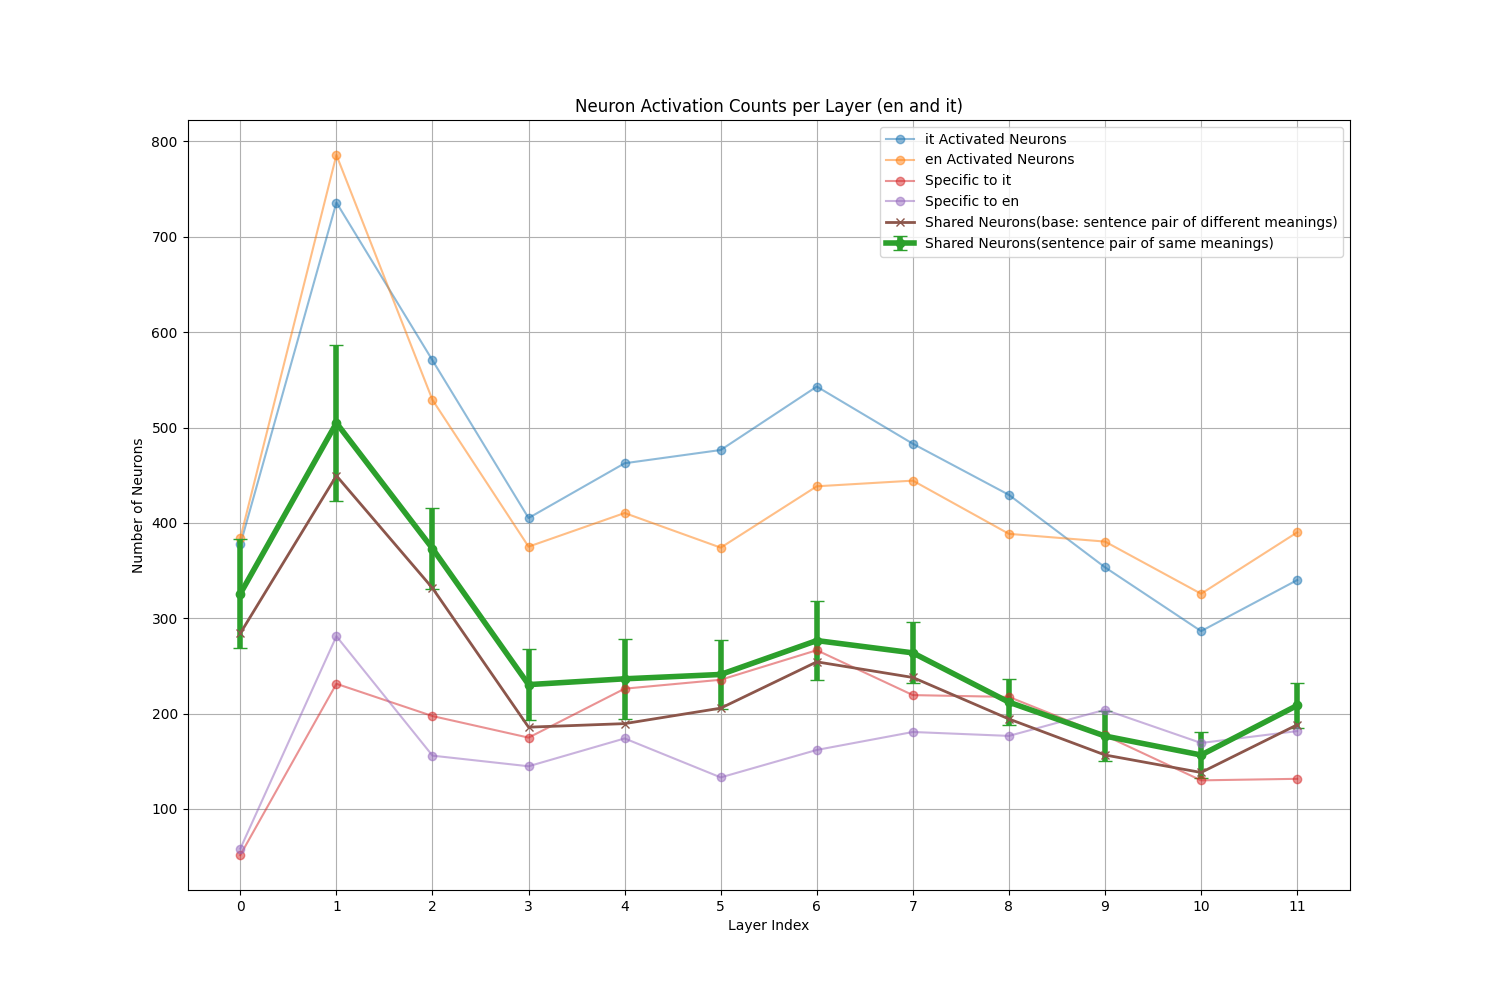 Neuron Activation Counts per Layer (en and it)
it Activated Neurons
en Activated Neurons
Specific to it
Specific to en
Shared Neurons(base: sentence pair of different meanings)
Shared Neurons(sentence pair of same meanings)
Number of Neurons
800
700
600
500
400
300
200
100
0 1 2 3 4 5 6 7 8 9 10 11
Layer Index